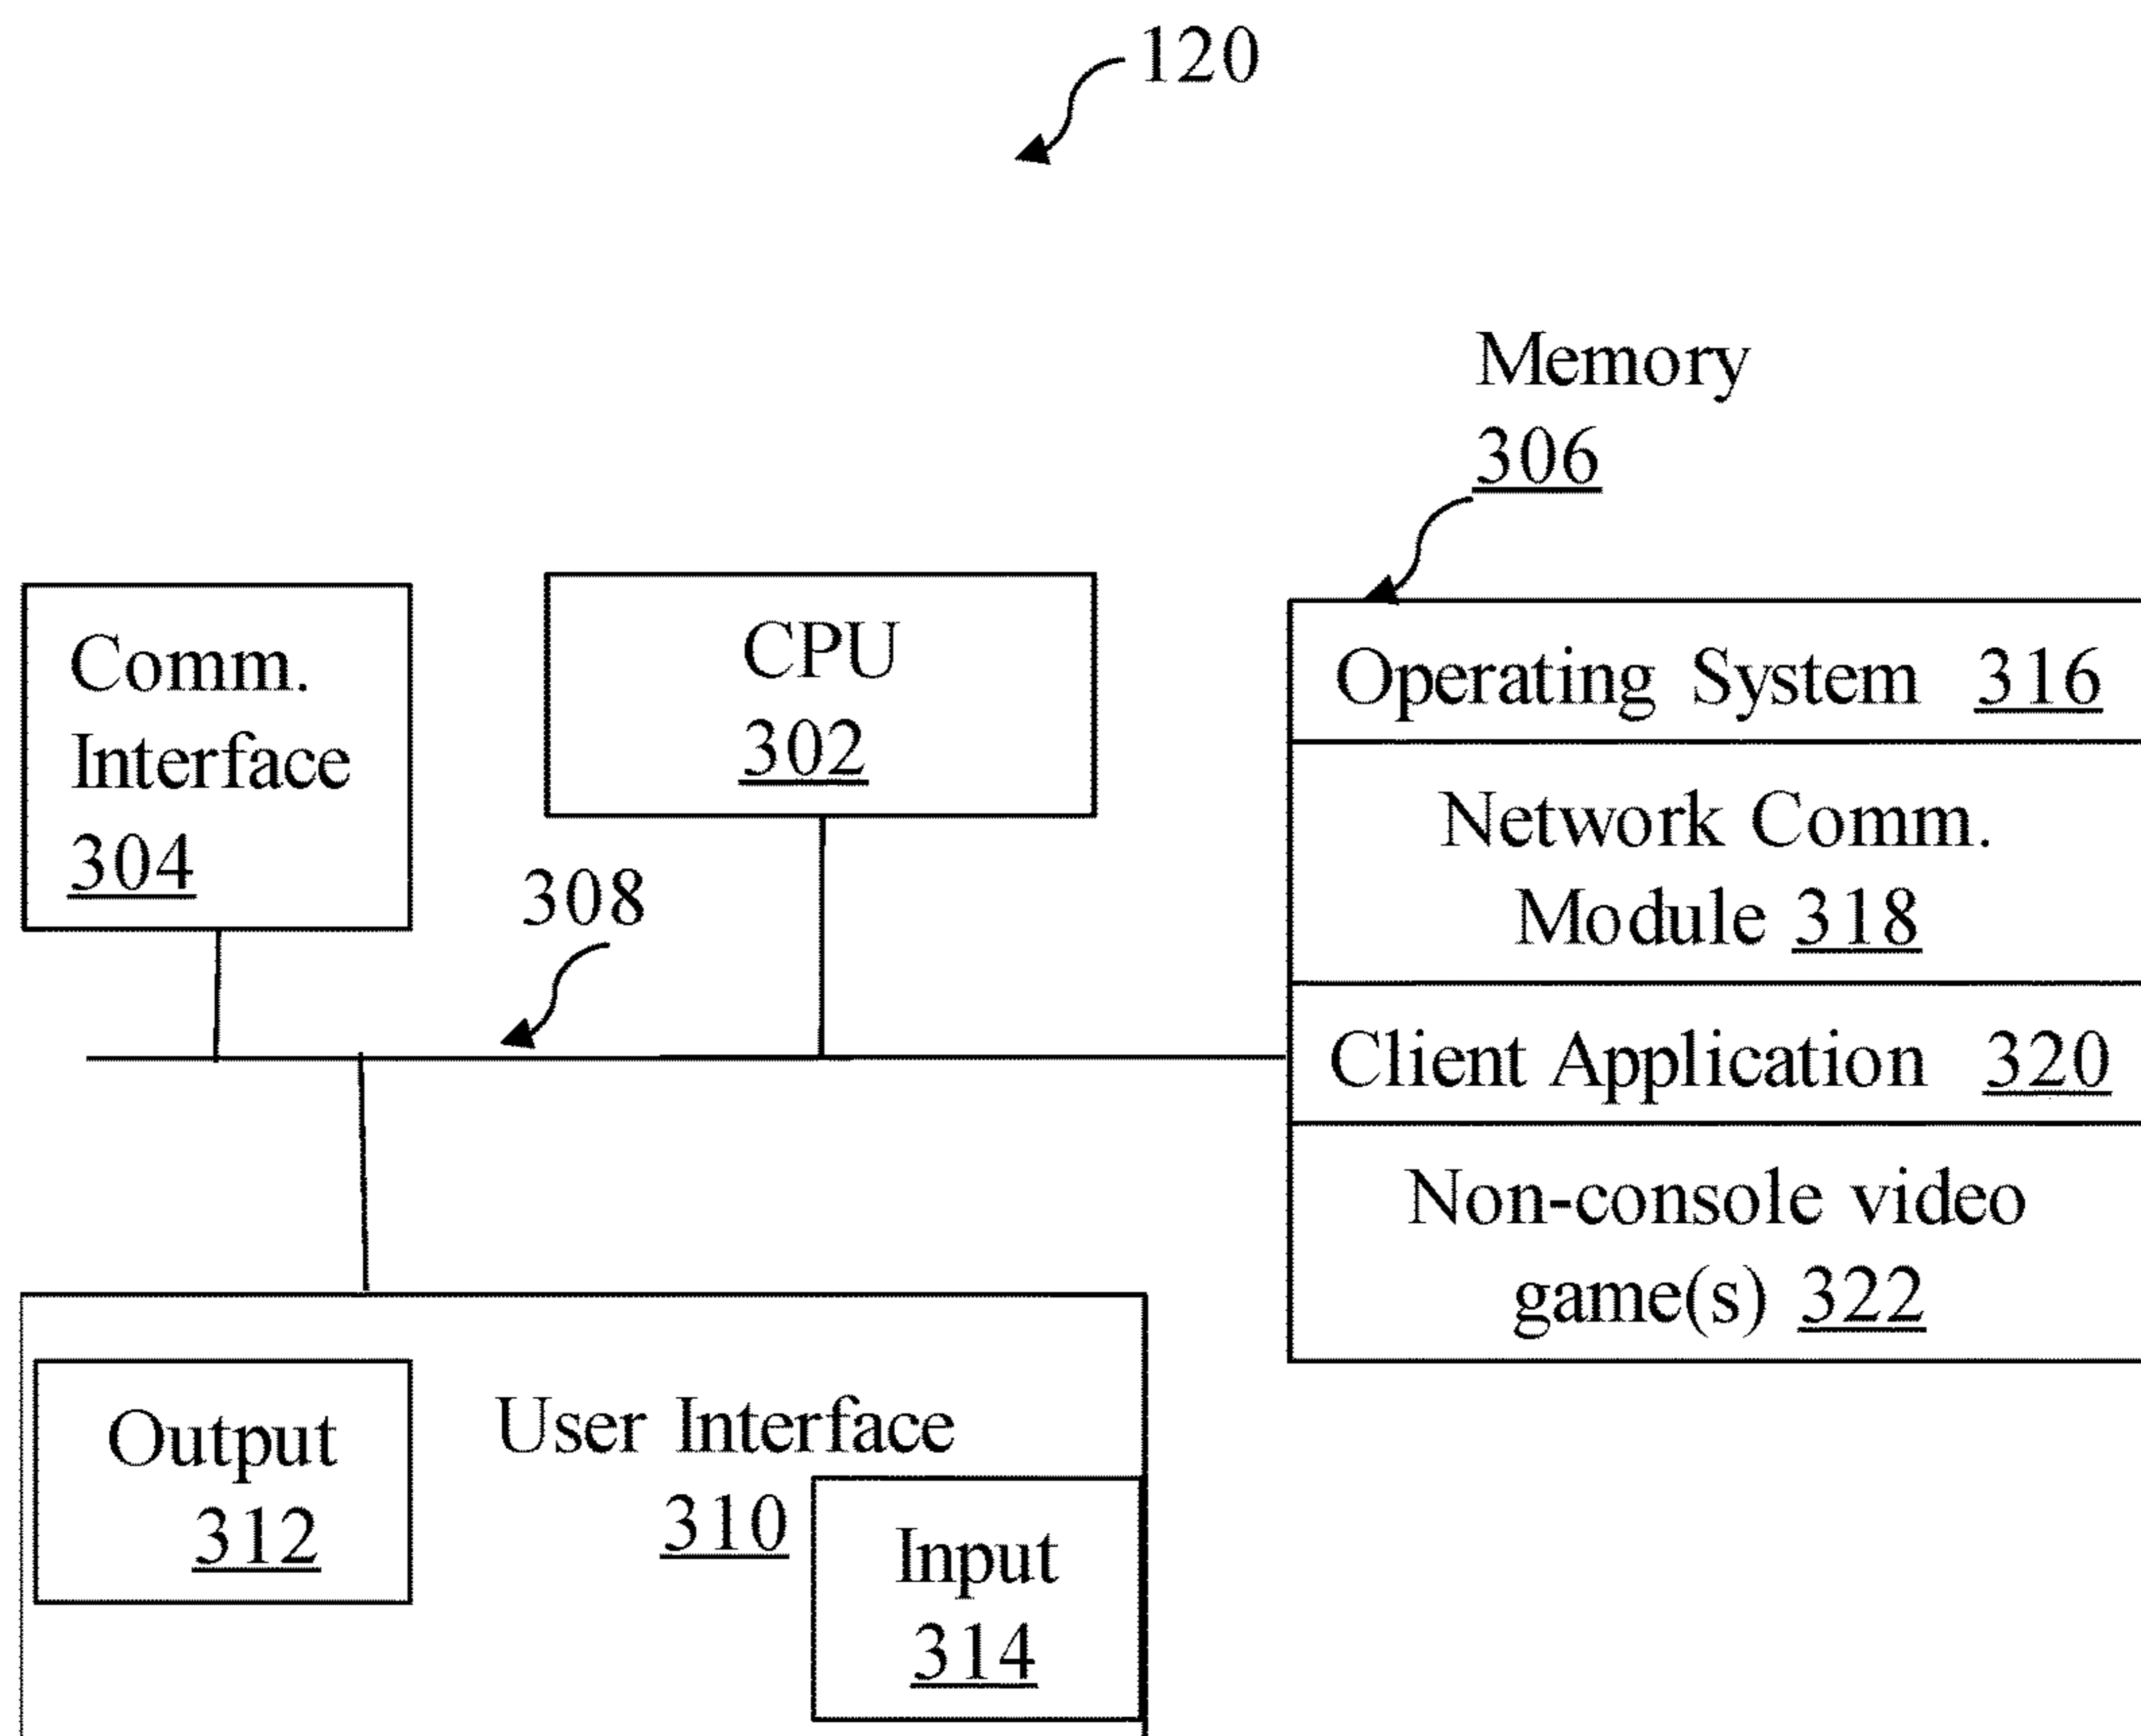 120
Memory
306
Comm.
Interface
304
CPU
302
308
Operating System 316
Network Comm.
Module 318
Client Application 320
Non-console video
game(s) 322
Output
312
User Interface
310
Input
314